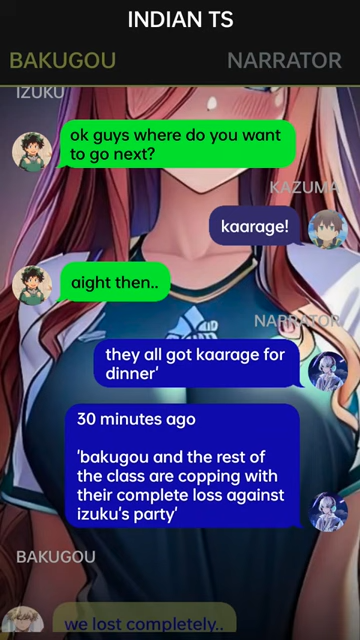 INDIAN TS
BAKUGOU
NARRATOR
IZUKU
ok guys where do you want
to go next?
KAZUMA
kaarage!
aight then..
NARRATOR
they all got kaarage for
dinner'
30 minutes ago
'bakugou and the rest of
the class are copping with
their complete loss against
izuku's party'
BAKUGOU
we lost completely..